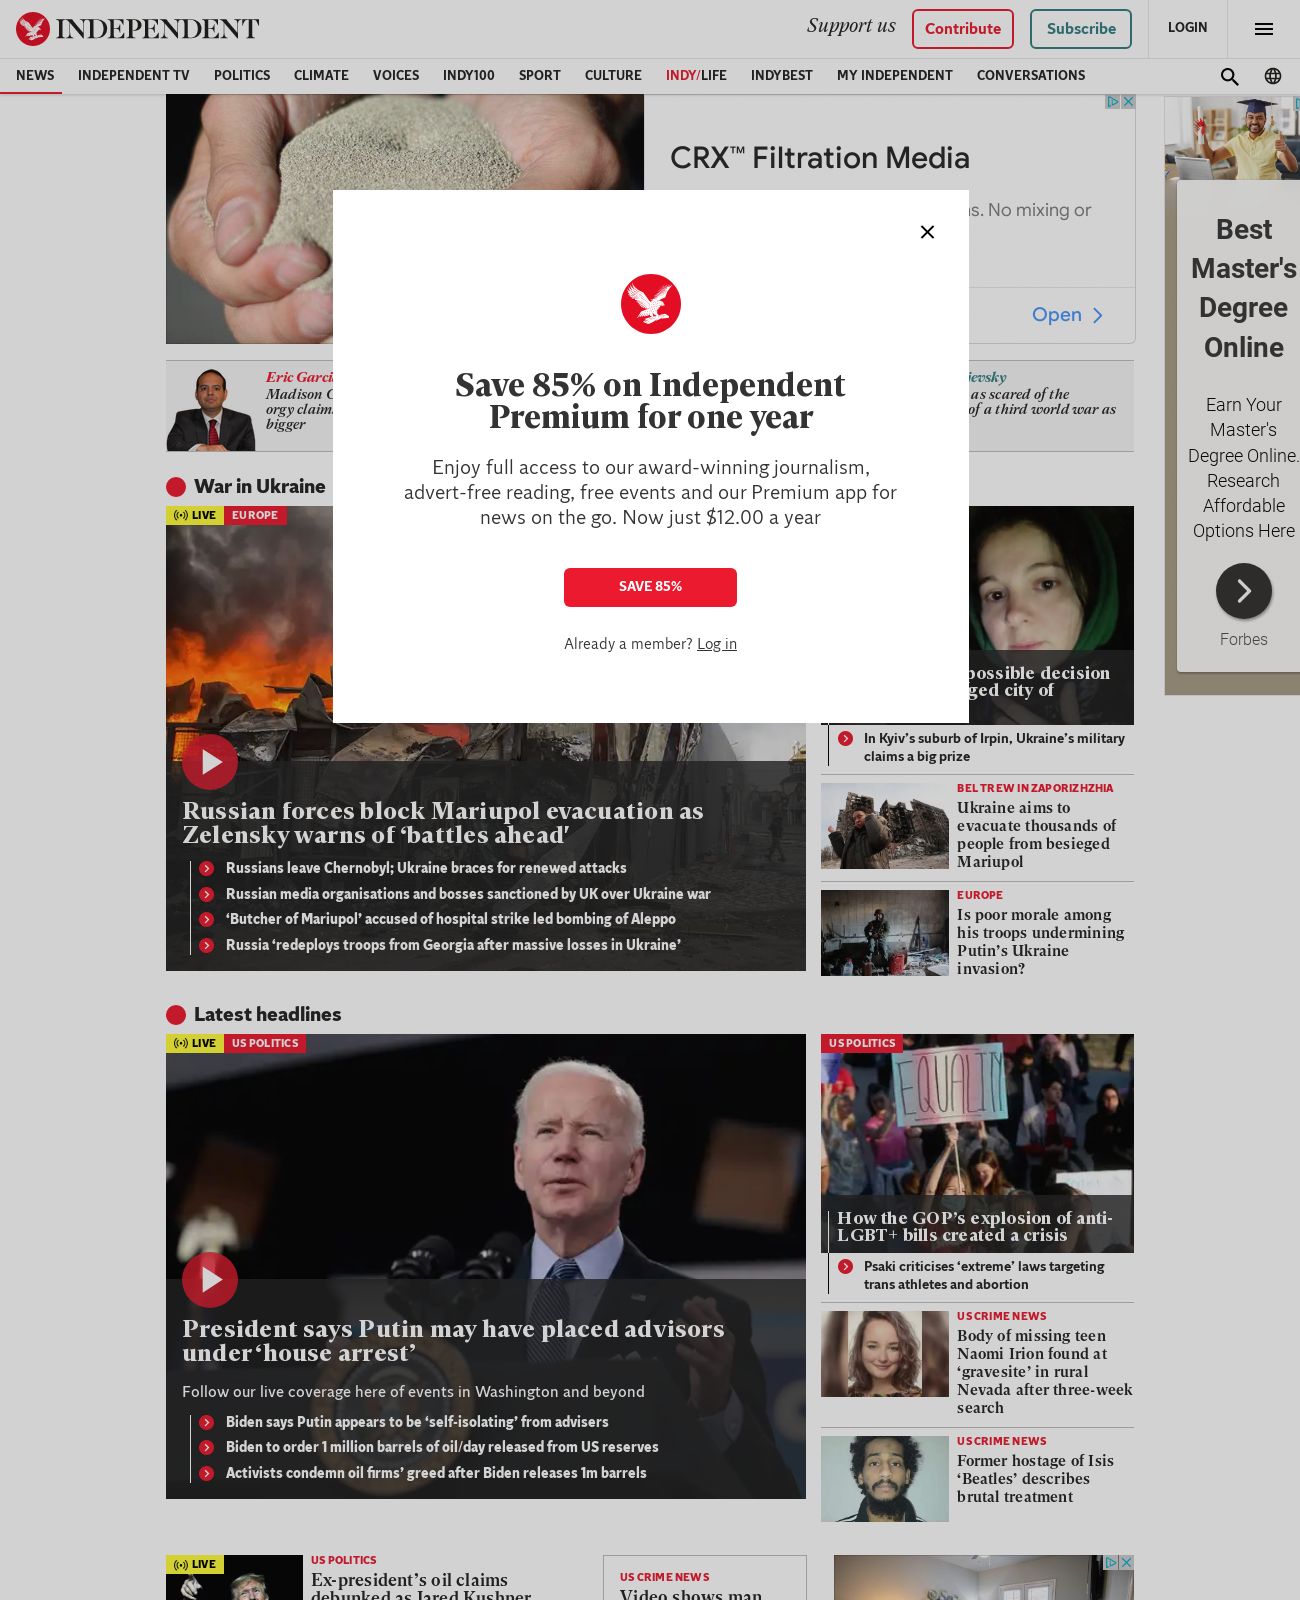 INDEPENDENT
Support us
Contribute
Subscribe
LOGIN
NEWS
INDEPENDENT TV
POLITICS
CLIMATE
VOICES
INDY100
SPORT
CULTURE
INDY/LIFE
INDYBEST
MY INDEPENDENT
CONVERSATIONS
CRX™ Filtration Media
No mixing or
Open
Best
Master's
Degree
Online
Earn Your
Master's
Degree Online.
Research
Affordable
Options Here
Forbes
Save 85% on Independent
Premium for one year
Enjoy full access to our award-winning journalism,
advert-free reading, free events and our Premium app for
news on the go. Now just $12.00 a year
SAVE 85%
Already a member? Log in
Eric
Madison
orgy
bigger
as scared of the
of a third world war as
War in Ukraine
LIVE
EUROPE
Russian forces block Mariupol evacuation as
Zelensky warns of ‘battles ahead’
Russians leave Chernobyl; Ukraine braces for renewed attacks
Russian media organisations and bosses sanctioned by UK over Ukraine war
‘Butcher of Mariupol’ accused of hospital strike led bombing of Aleppo
Russia ‘redeploys troops from Georgia after massive losses in Ukraine’
decision
city of
In Kyiv’s suburb of Irpin, Ukraine’s military
claims a big prize
BEL TREW IN ZAPORIZHZHIA
Ukraine aims to
evacuate thousands of
people from besieged
Mariupol
EUROPE
Is poor morale among
his troops undermining
Putin’s Ukraine
invasion?
Latest headlines
LIVE
US POLITICS
President says Putin may have placed advisors
under ‘house arrest’
Follow our live coverage here of events in Washington and beyond
Biden says Putin appears to be ‘self-isolating’ from advisers
Biden to order 1 million barrels of oil/day released from US reserves
Activists condemn oil firms’ greed after Biden releases 1m barrels
US POLITICS
EQUALITY
How the GOP’s explosion of anti-
LGBT+ bills created a crisis
Psaki criticises ‘extreme’ laws targeting
trans athletes and abortion
US CRIME NEWS
Body of missing teen
Naomi Irion found at
‘gravesite’ in rural
Nevada after three-week
search
US CRIME NEWS
Former hostage of Isis
‘Beatles’ describes
brutal treatment
LIVE
US POLITICS
Ex-president’s oil claims
debunked as Jared Kushner
US CRIME NEWS
Video shows man